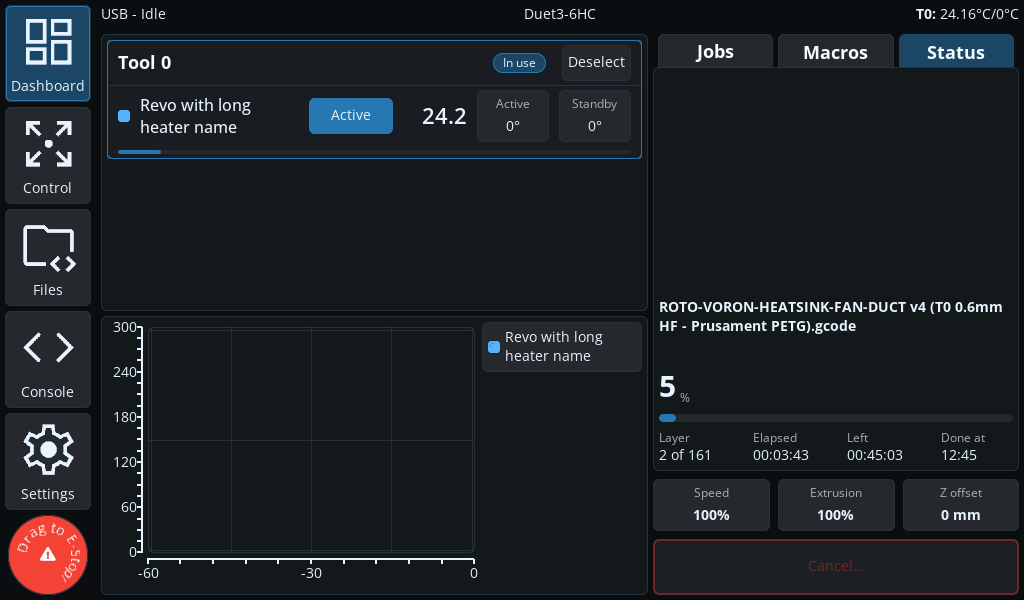 USB - Idle
Duet3-6HC
T0: 24.16°C/0°C
Dashboard
Control
Files
Console
Settings
Drag to E-Stop!
Tool 0
In use
Deselect
Revo with long
heater name
Active
24.2
Active
0°
Standby
0°
300
240
180
120
60
0
-60
-30
0
Revo with long
heater name
Jobs
Macros
Status
ROTO-VORON-HEATSINK-FAN-DUCT v4 (T0 0.6mm
HF - Prusament PETG).gcode
5 %
Layer
2 of 161
Elapsed
00:03:43
Left
00:45:03
Done at
12:45
Speed
100%
Extrusion
100%
Z offset
0 mm
Cancel...